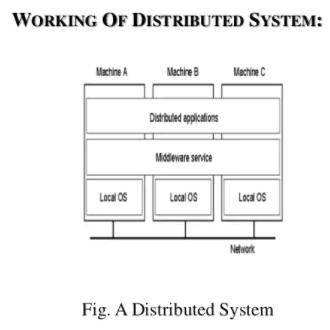 WORKING OF DISTRIBUTED SYSTEM:
Machine A Machine B Machine C
Distributed applications
Middleware service
Local OS Local OS Local OS
Network
Fig. A Distributed System